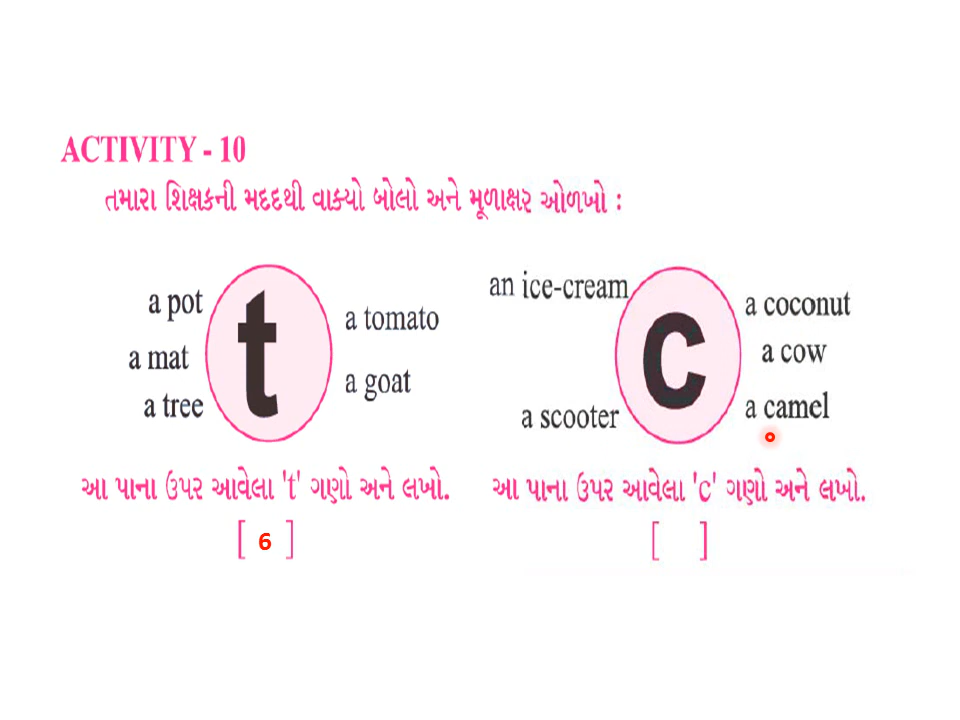 ACTIVITY - 10
તમારા શિક્ષકની મદદથી વાક્યો બોલો અને મૂળાક્ષર ઓળખો :
a pot
a mat
a tree
t
a tomato
a goat
આ પાના ઉપર આવેલા 't' ગણો અને લખો.
[ 6 ]
an ice-cream
a scooter
c
a coconut
a cow
a camel
આ પાના ઉપર આવેલા 'c' ગણો અને લખો.
[ ]